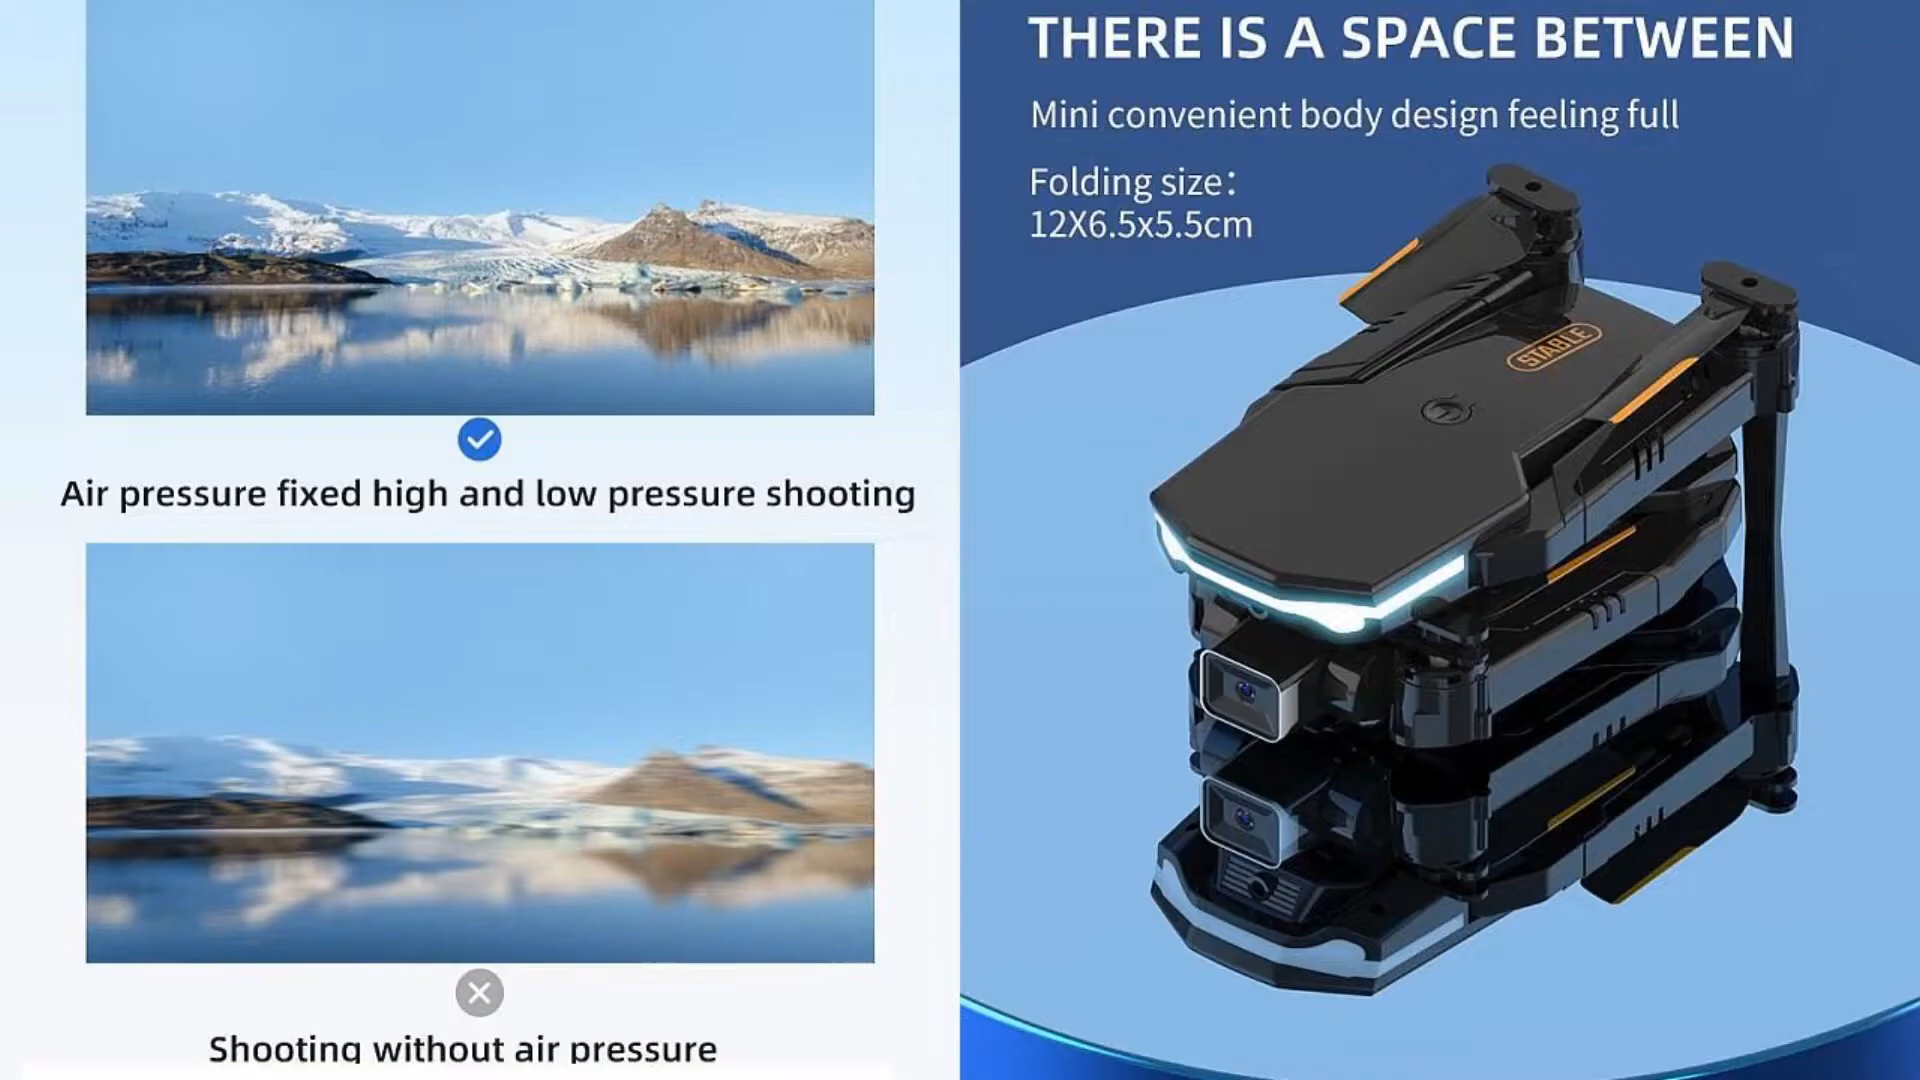 Air pressure fixed high and low pressure shooting
Shooting without air pressure
THERE IS A SPACE BETWEEN
Mini convenient body design feeling full
Folding size:
12X6.5x5.5cm
STABLE